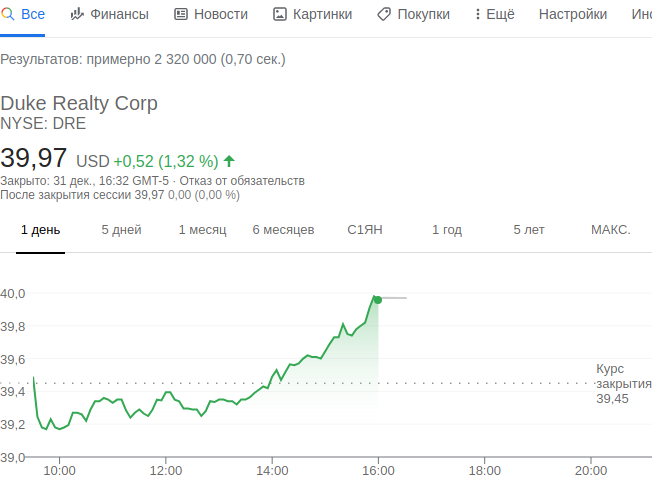 Все Финансы Новости Картинки Покупки Ещё Настройки Инс
Результатов: примерно 2 320 000 (0,70 сек.)
Duke Realty Corp
NYSE: DRE
39,97 USD +0,52 (1,32 %)
Закрыто: 31 дек., 16:32 GMT-5 · Отказ от обязательств
После закрытия сессии 39,97 0,00 (0,00 %)
1 день 5 дней 1 месяц 6 месяцев С1ЯН 1 год 5 лет МАКС.
40,0
39,8
39,6
Курс
закрытия
39,45
39,4
39,2
39,0
10:00 12:00 14:00 16:00 18:00 20:00